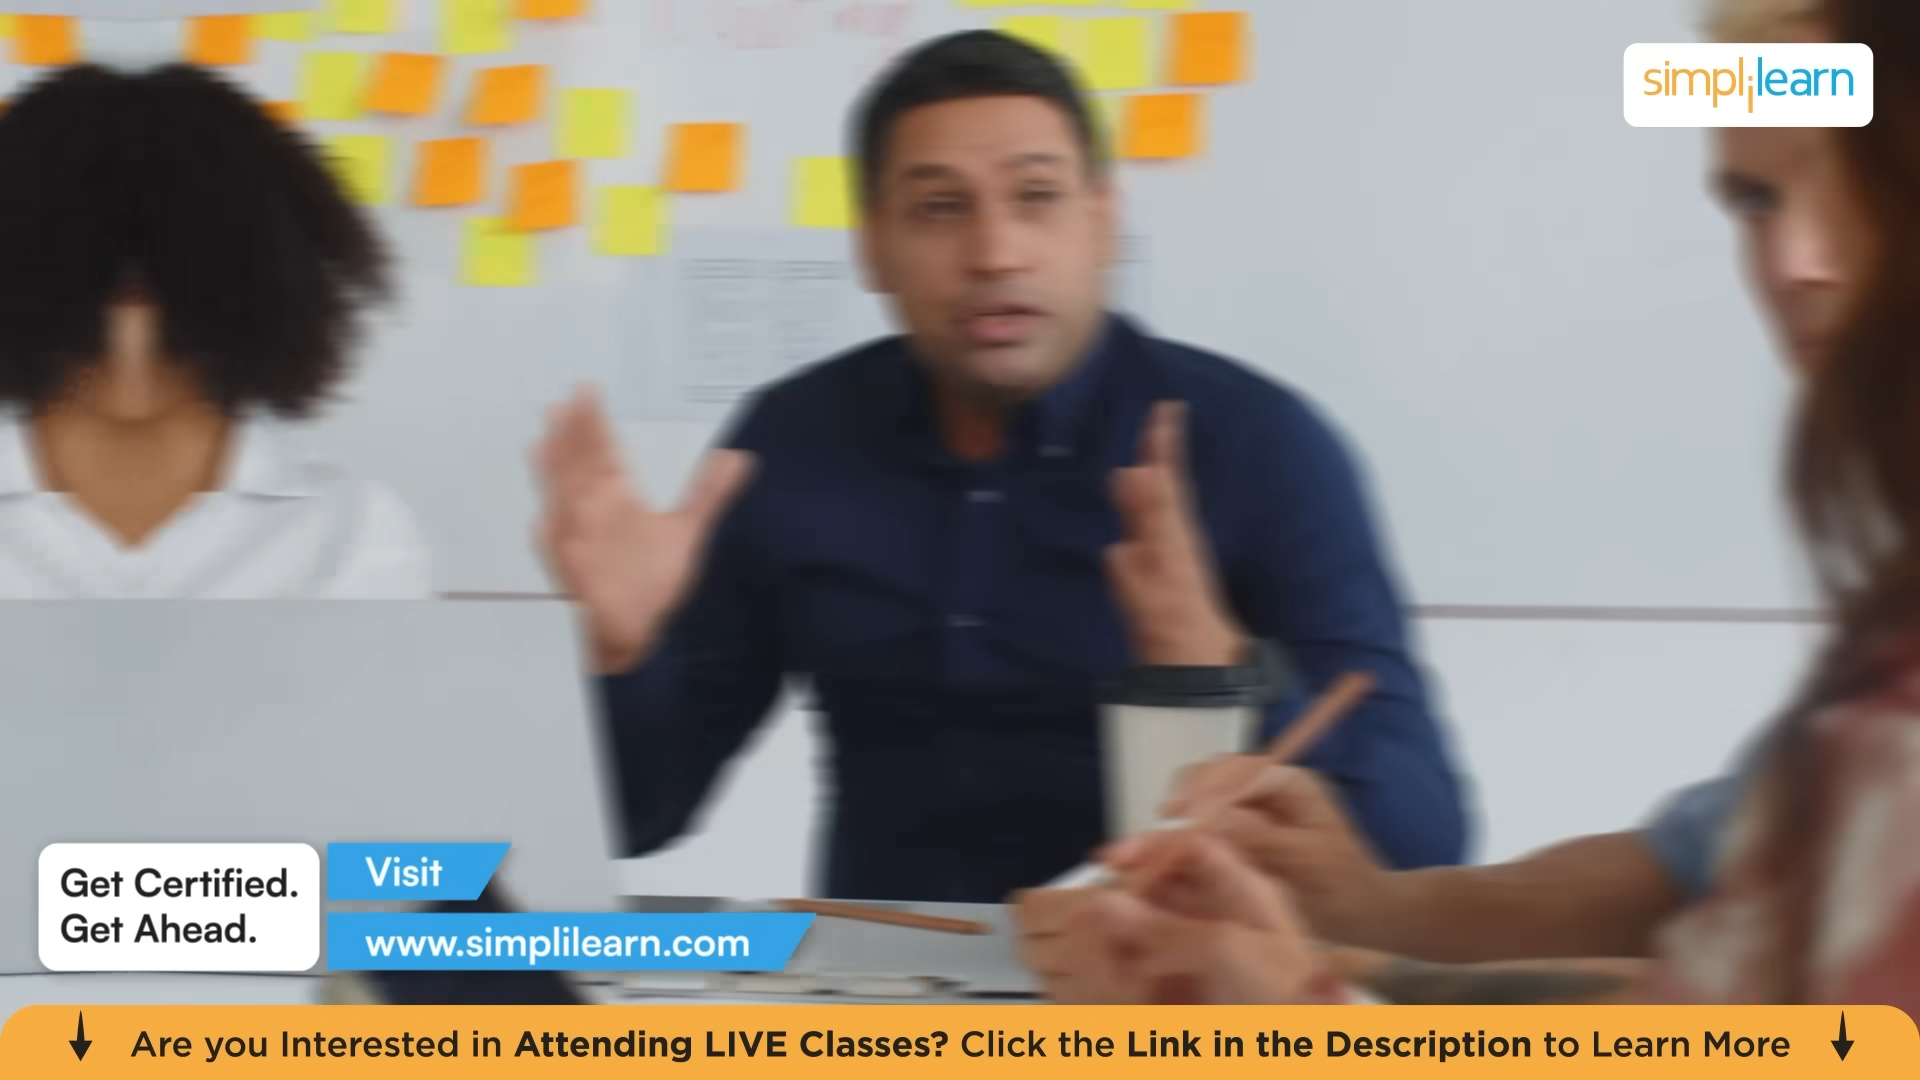 simplilearn
Get Certified.
Get Ahead.
Visit
www.simplilearn.com
Are you Interested in Attending LIVE Classes? Click the Link in the Description to Learn More